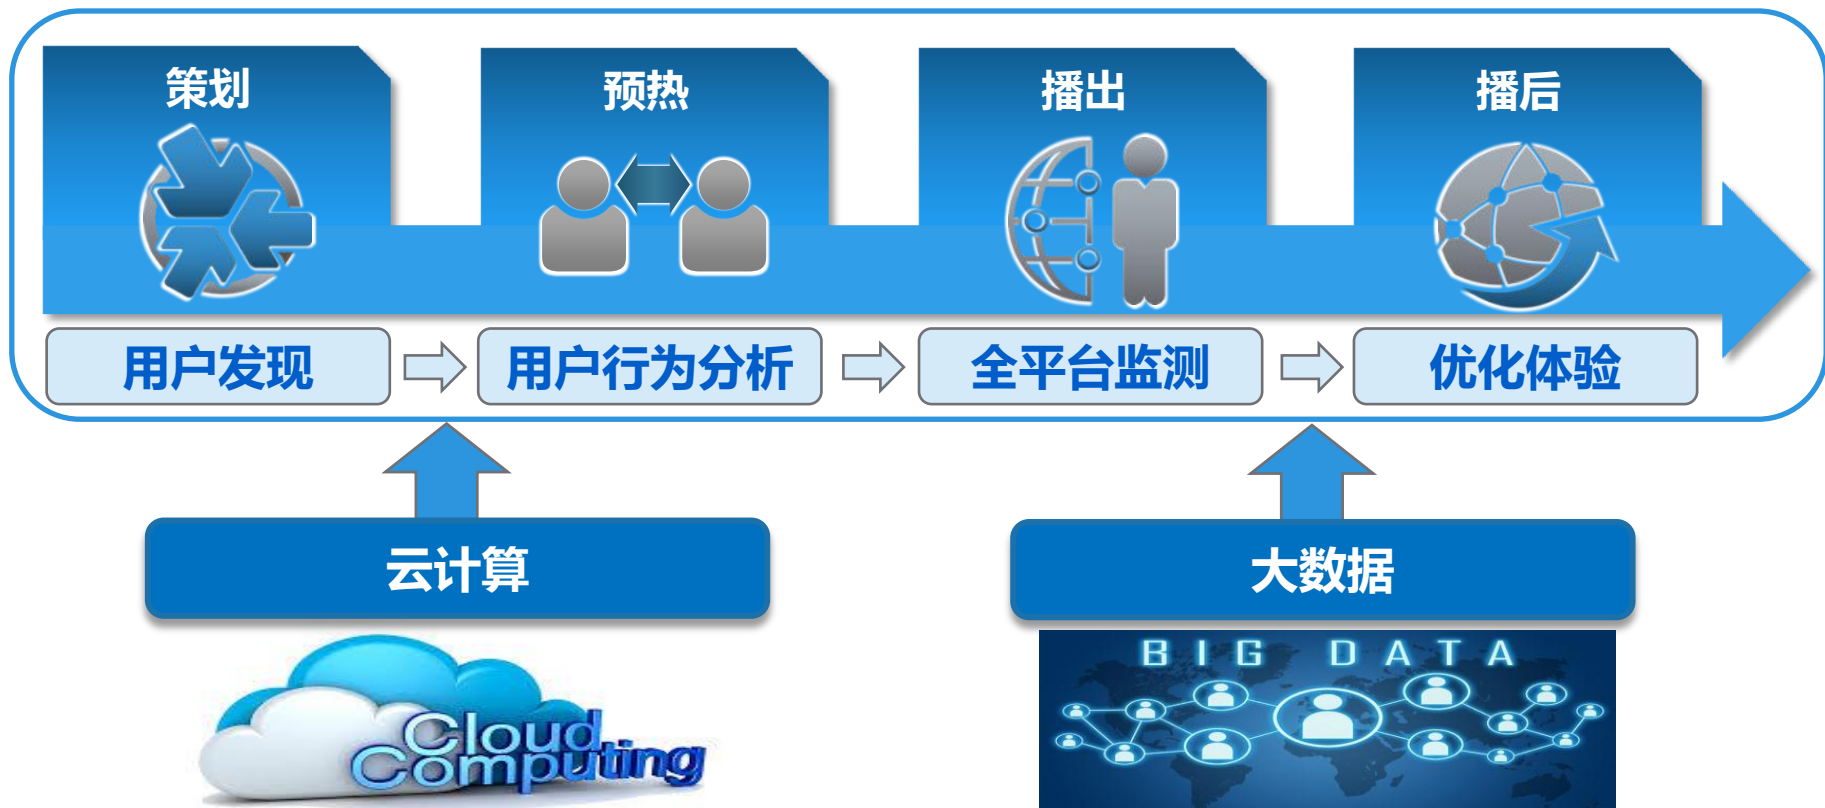 策划
预热
播出
播后
用户发现
用户行为分析
全平台监测
优化体验
云计算
大数据
Cloud
Computing
BIG DATA